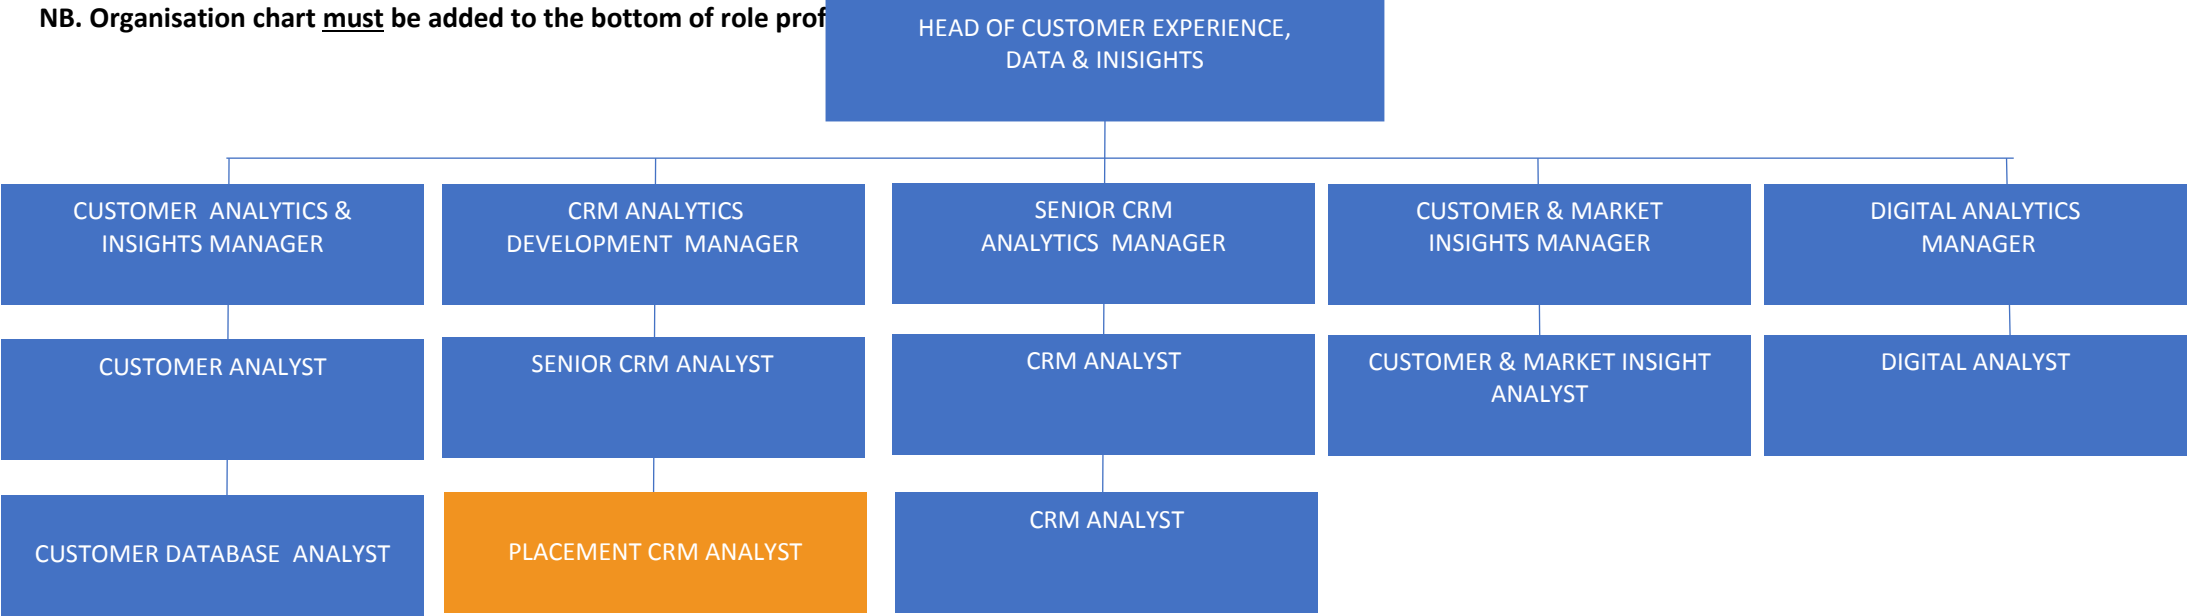 NB. Organisation chart must be added to the bottom of role prof
HEAD OF CUSTOMER EXPERIENCE,
DATA & INISIGHTS
CUSTOMER ANALYTICS &
INSIGHTS MANAGER
CRM ANALYTICS
DEVELOPMENT MANAGER
SENIOR CRM
ANALYTICS MANAGER
CUSTOMER & MARKET
INSIGHTS MANAGER
DIGITAL ANALYTICS
MANAGER
CUSTOMER ANALYST
SENIOR CRM ANALYST
CRM ANALYST
CUSTOMER & MARKET INSIGHT
ANALYST
DIGITAL ANALYST
CUSTOMER DATABASE ANALYST
PLACEMENT CRM ANALYST
CRM ANALYST